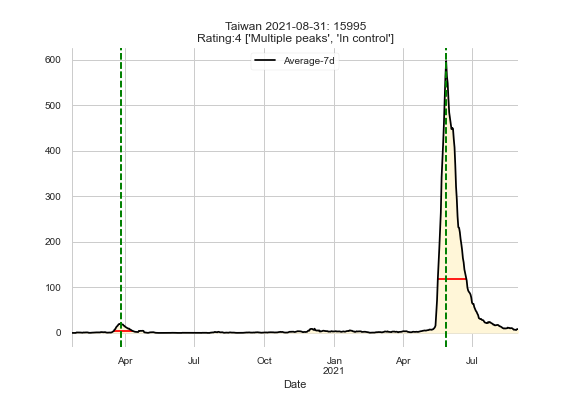 Taiwan 2021-08-31: 15995
Rating:4 ['Multiple peaks', 'In control']
Average-7d
600
500
400
300
200
100
0
Apr Jul Oct Jan Apr Jul
2021
Date